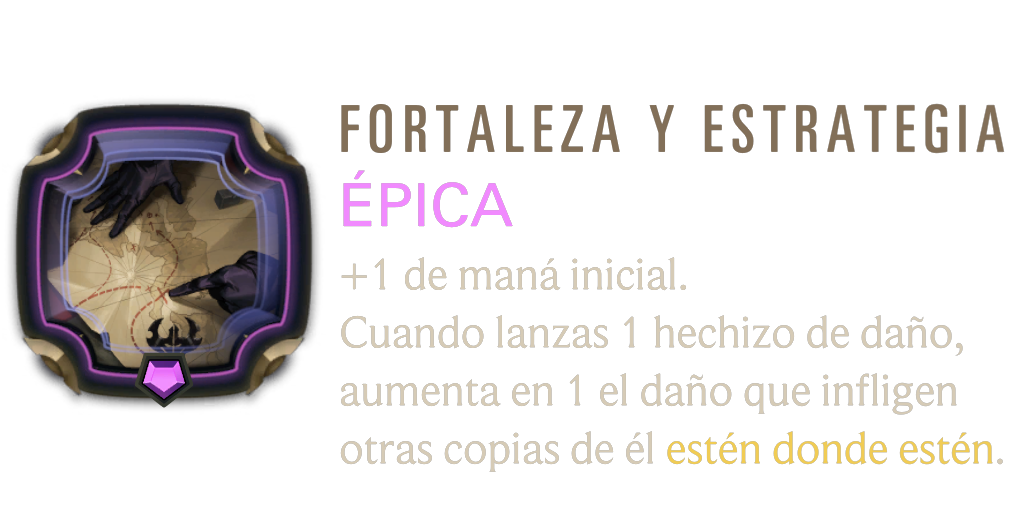 FORTALEZA Y ESTRATEGIA
ÉPICA
+1 de maná inicial.
Cuando lanzas 1 hechizo de daño,
aumenta en 1 el daño que infligen
otras copias de él estén donde estén.